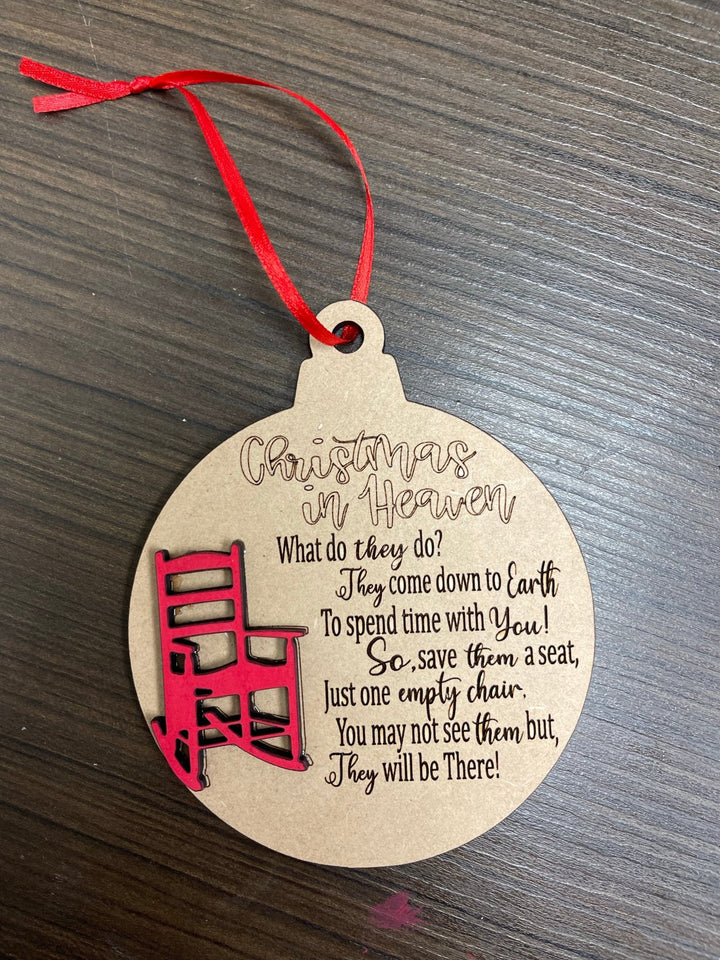 Christmas
in Heaven
What do they do?
They come down to Earth
To spend time with You!
So, save them a seat,
Just one empty chair.
You may not see them but,
They will be There!